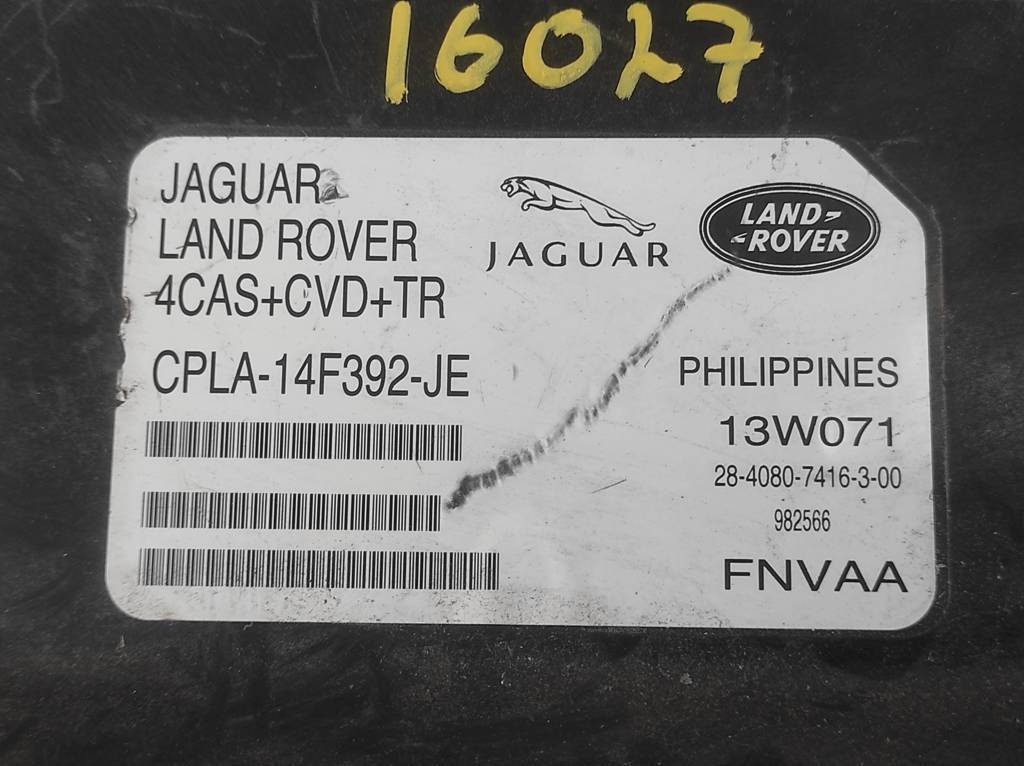 16027
JAGUAR
LAND ROVER
4CAS+CVD+TR
CPLA-14F392-JE
JAGUAR
LAND-
-ROVER
PHILIPPINES
13W071
28-4080-7416-3-00
982566
FNVAA